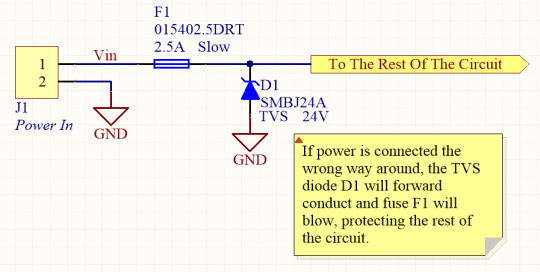 F1
015402.5DRT
2.5A Slow
1
Vin
2
To The Rest Of The Circuit
D1
SMBJ24A
TVS 24V
J1
Power In
GND
GND
If power is connected the
wrong way around, the TVS
diode D1 will forward
conduct and fuse F1 will
blow, protecting the rest of
the circuit.